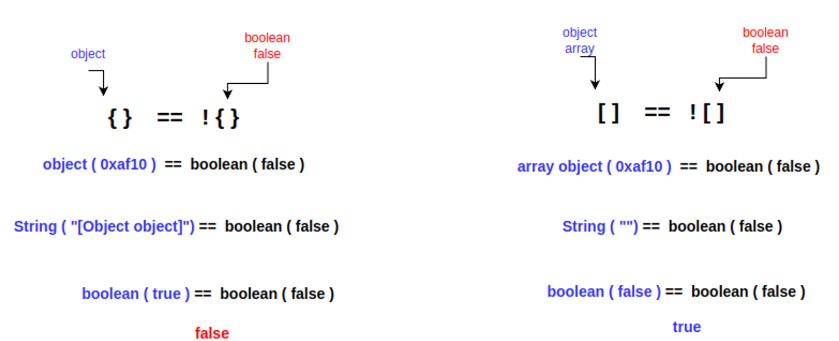 object
boolean
false
{ } == ! { }
object ( 0xaf10 ) == boolean ( false )
String ( "[Object object]") == boolean ( false )
boolean ( true ) == boolean ( false )
false
object
array
boolean
false
[ ] == ! [ ]
array object ( 0xaf10 ) == boolean ( false )
String ( "") == boolean ( false )
boolean ( false ) == boolean ( false )
true